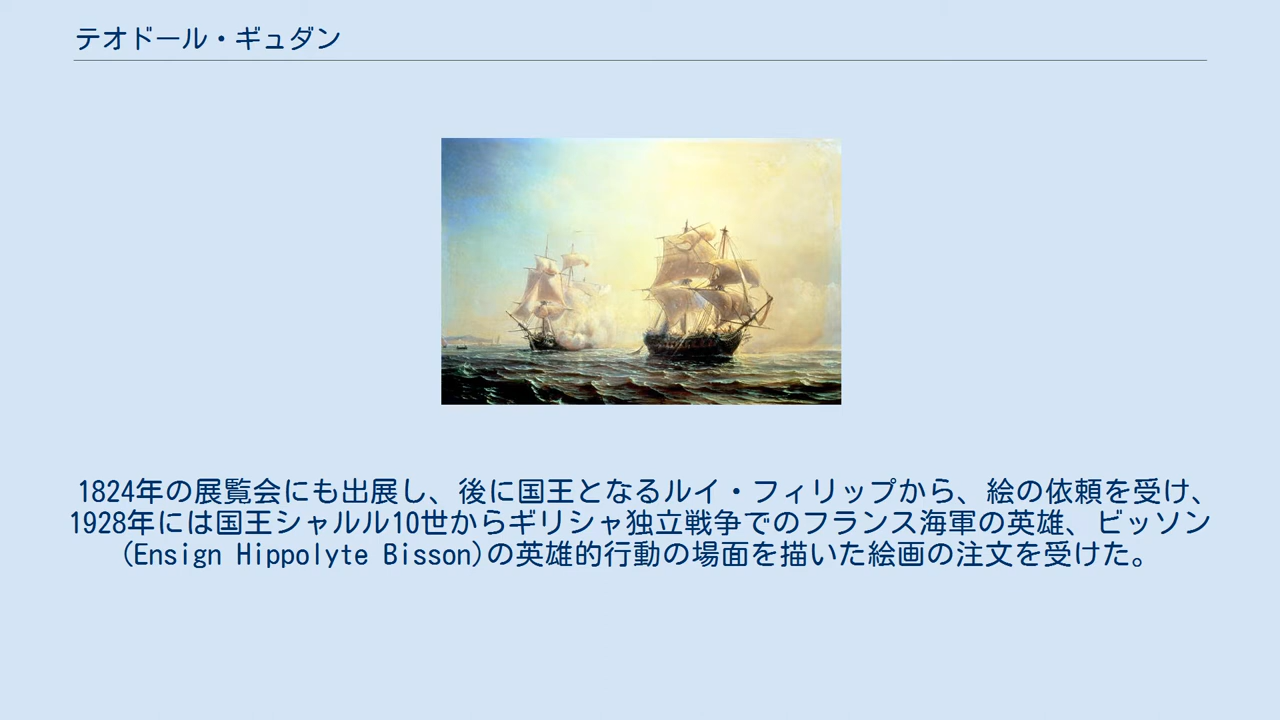 テオドール・ギュダン
1824年の展覧会にも出展し、後に国王となるルイ・フィリップから、絵の依頼を受け、
1928年には国王シャルル10世からギリシャ独立戦争でのフランス海軍の英雄、ビッソン
(Ensign Hippolyte Bisson)の英雄的行動の場面を描いた絵画の注文を受けた。